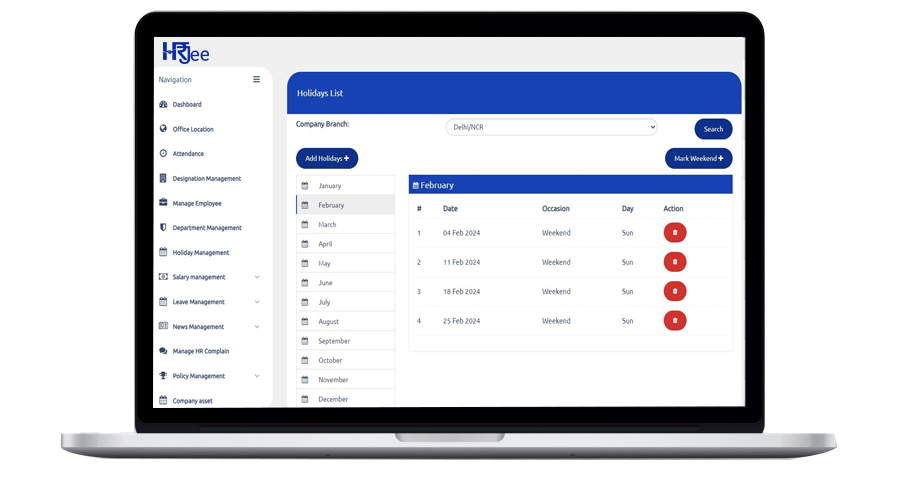 HRJee
Navigation
Dashboard
Office Location
Attendance
Designation Management
Manage Employee
Department Management
Holiday Management
Salary management
Leave Management
News Management
Manage HR Complain
Policy Management
Company asset
Holidays List
Company Branch:
Delhi/NCR
Search
Add Holidays +
Mark Weekend +
January
February
March
April
May
June
July
August
September
October
November
December
February
# Date Occasion Day Action
1 04 Feb 2024 Weekend Sun
2 11 Feb 2024 Weekend Sun
3 18 Feb 2024 Weekend Sun
4 25 Feb 2024 Weekend Sun